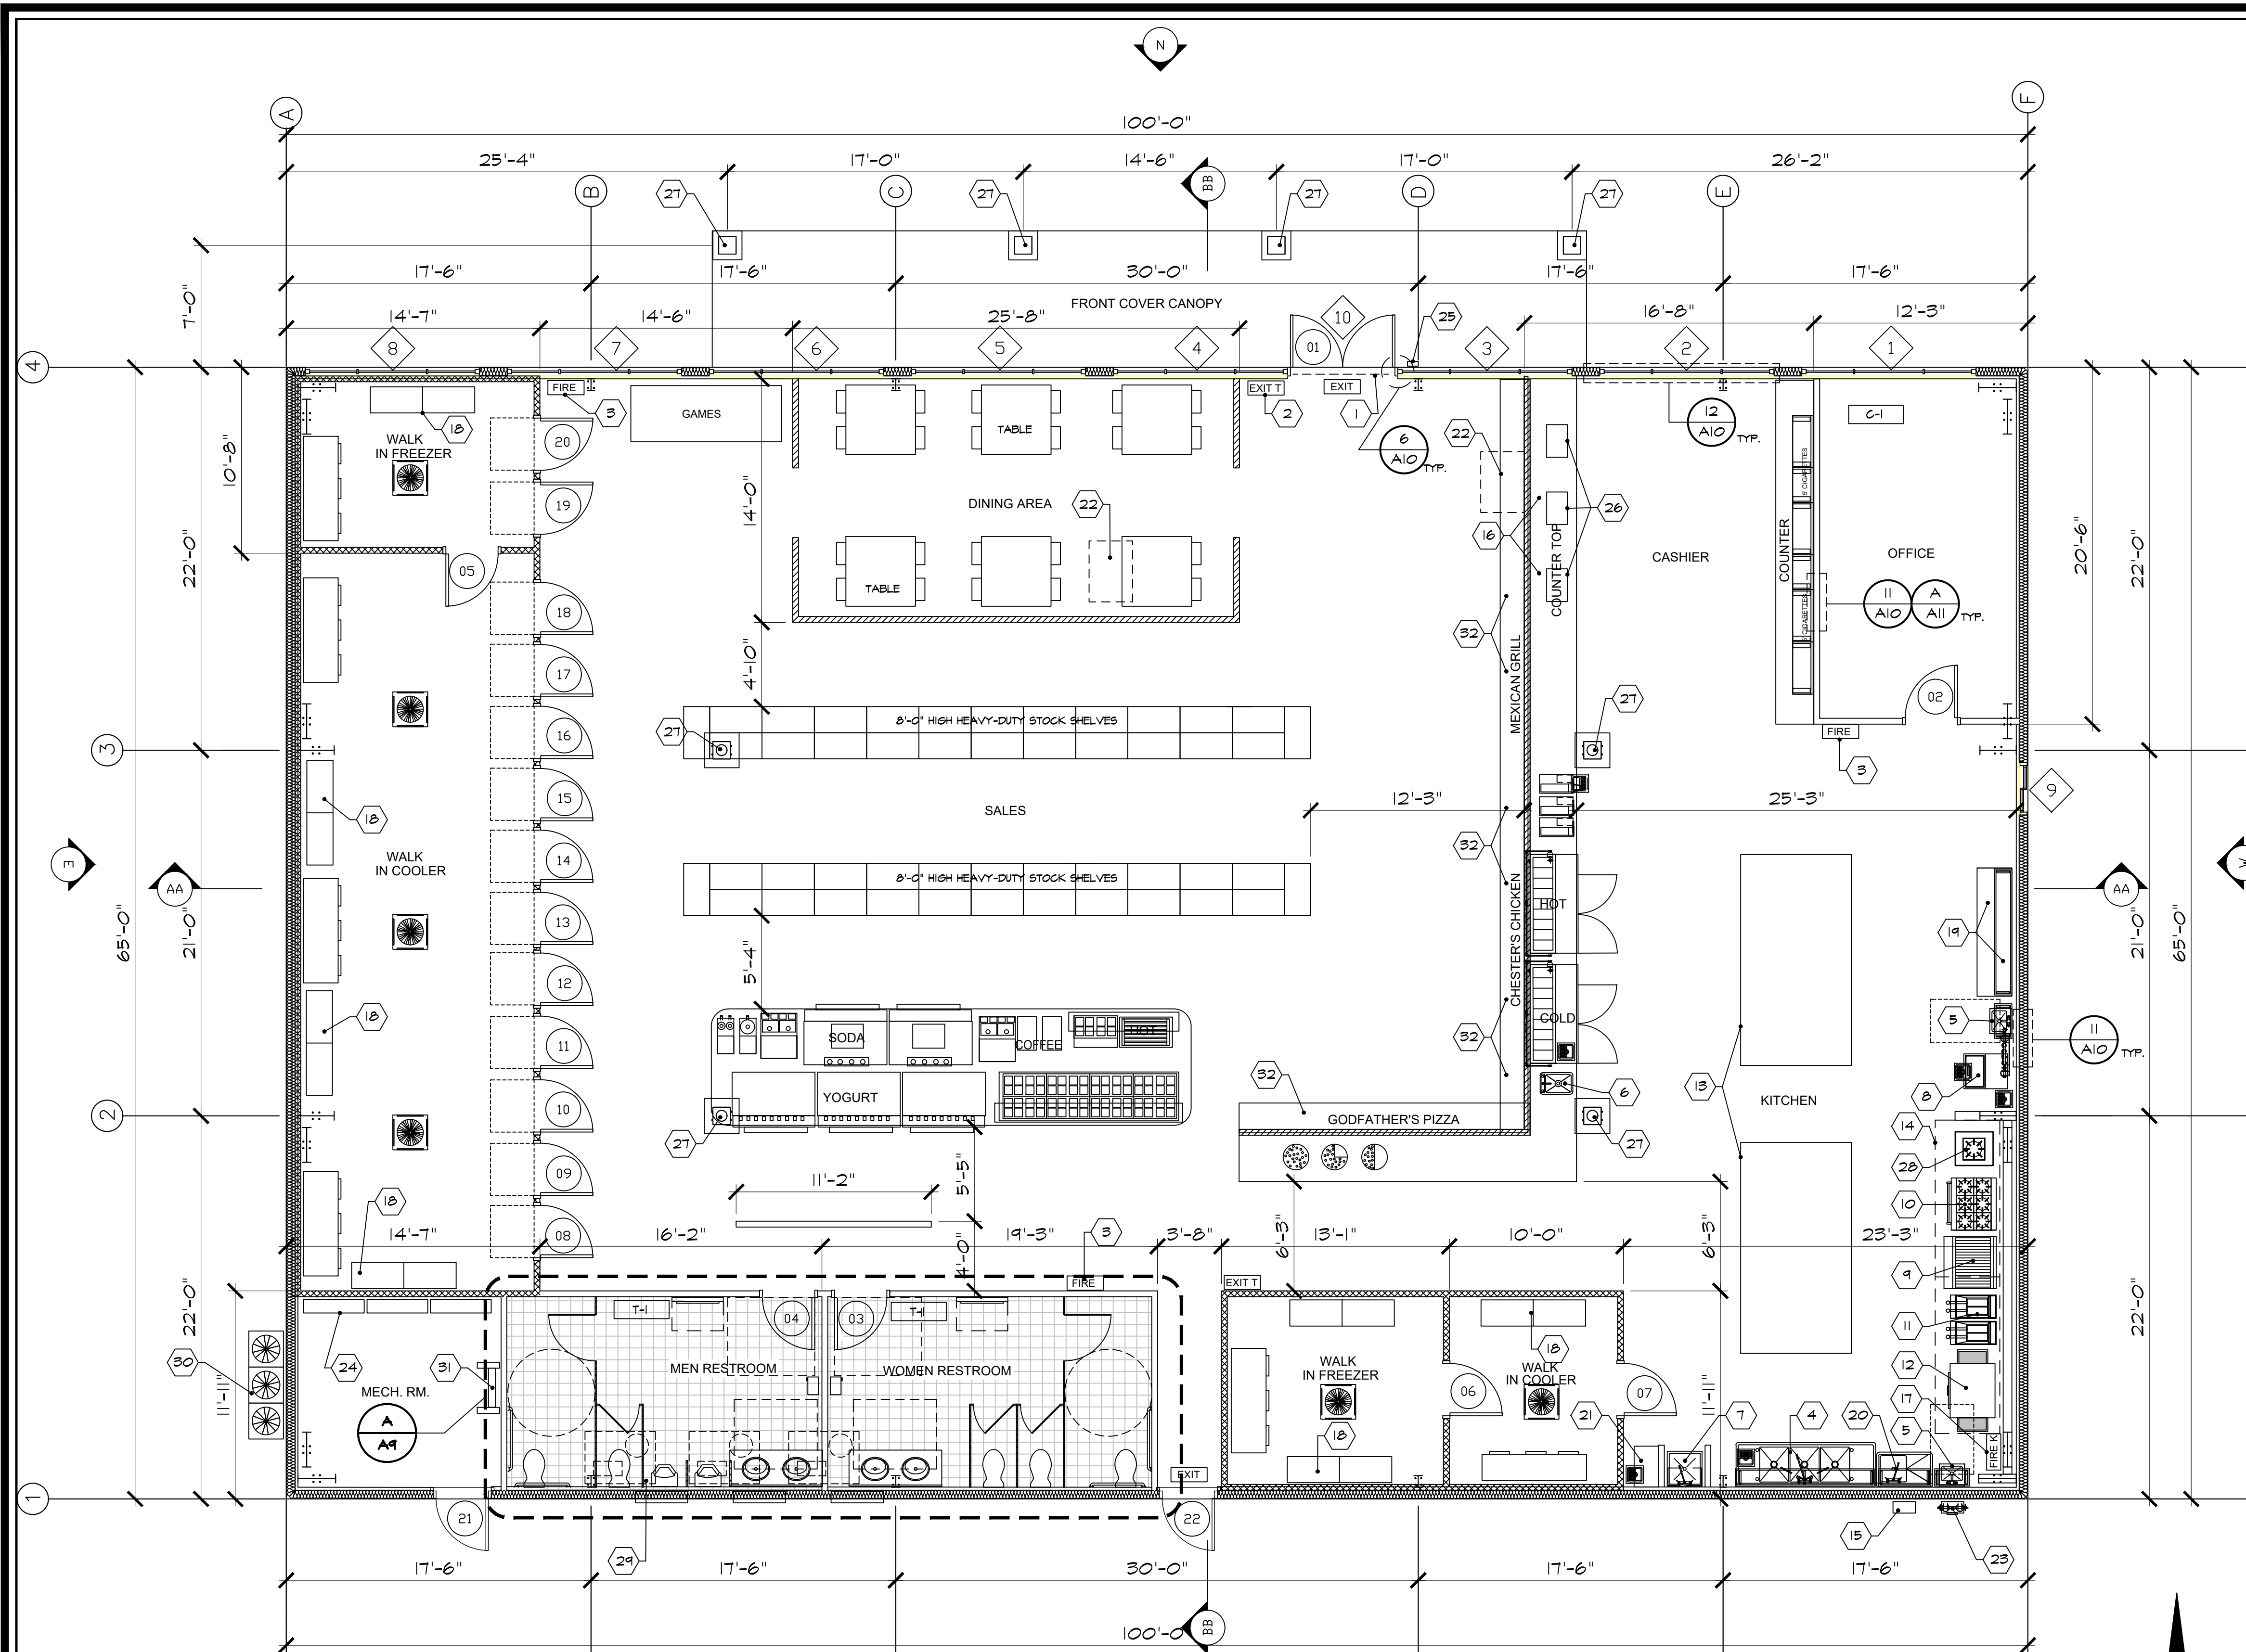 N
A
F
100'-0"
25'-4"
17'-0"
14'-6"
17'-0"
26'-2"
27
B
27
C
BB
27
D
27
E
7'-0"
17'-6"
17'-6"
30'-0"
17'-6"
17'-6"
FRONT COVER CANOPY
14'-7"
14'-6"
25'-8"
10
25
16'-8"
12'-3"
8
7
6
5
4
01
3
2
1
4
FIRE
3
GAMES
EXIT T
2
EXIT
1
C-1
18
WALK
IN FREEZER
20
TABLE
6
A10
TYP.
22
12
A10
TYP.
10'-8"
19
14'-0"
DINING AREA
22
16
26
5'CIGARETTES
COUNTER TOP
CASHIER
COUNTER
OFFICE
20'-6"
22'-0"
22'-0"
05
TABLE
11
A10
A
A11
TYP.
5'CIGARETTES
18
32
4'-10"
MEXICAN GRILL
17
02
27
8'-0" HIGH HEAVY-DUTY STOCK SHELVES
27
16
FIRE
3
3
15
SALES
12'-3"
25'-3"
9
18
WALK
IN COOLER
14
32
E
AA
8'-0" HIGH HEAVY-DUTY STOCK SHELVES
CHESTER'S CHICKEN
HOT
AA
13
65'-0"
21'-0"
19
21'-0"
65'-0"
5'-4"
12
18
SODA
COFFEE
HOT
COLD
5
11
A10
TYP.
11
32
YOGURT
32
6
13
8
KITCHEN
2
10
27
GODFATHER'S PIZZA
27
14
28
09
5'-5"
11'-2"
18
10
14'-7"
08
16'-2"
19'-3"
3
3'-8"
6'-3"
13'-1"
10'-0"
6'-3"
23'-3"
4'-0"
FIRE
EXIT T
9
22'-0"
T-1
04
03
T-1
11
22'-0"
30
24
31
MEN RESTROOM
WOMEN RESTROOM
WALK
IN FREEZER
18
WALK
IN COOLER
12
11'-11"
MECH. RM.
06
07
11'-11"
17
A
A9
18
21
7
4
20
5
FIRE K
EXIT
1
21
22
15
23
29
17'-6"
17'-6"
30'-0"
17'-6"
17'-6"
BB
100'-0"